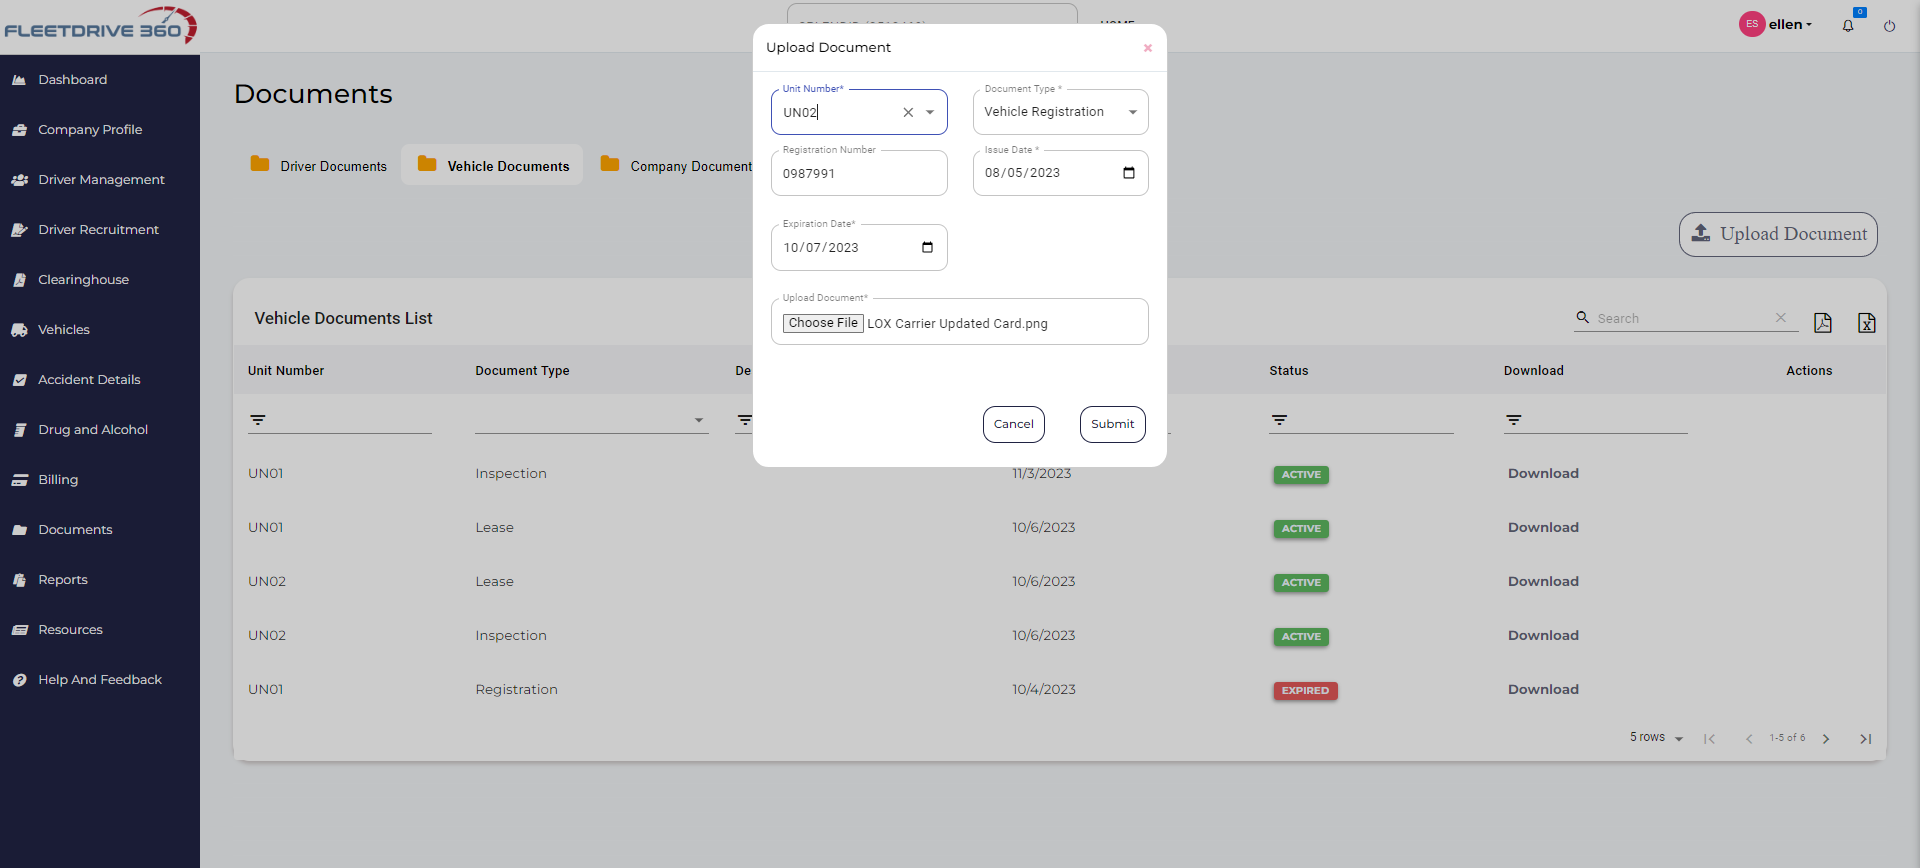 FLEETDRIVE 360
ES ellen
0
Dashboard
Company Profile
Driver Management
Driver Recruitment
Clearinghouse
Vehicles
Accident Details
Drug and Alcohol
Billing
Documents
Reports
Resources
Help And Feedback
Documents
Driver Documents
Vehicle Documents
Company Document
Upload Document
Upload Document
Unit Number*
UN02
Document Type *
Vehicle Registration
Registration Number
0987991
Issue Date *
08/05/2023
Expiration Date*
10/07/2023
Upload Document*
Choose File LOX Carrier Updated Card.png
Cancel
Submit
Vehicle Documents List
Search
Unit Number Document Type De Status Download Actions
UN01 Inspection 11/3/2023 ACTIVE Download
UN01 Lease 10/6/2023 ACTIVE Download
UN02 Lease 10/6/2023 ACTIVE Download
UN02 Inspection 10/6/2023 ACTIVE Download
UN01 Registration 10/4/2023 EXPIRED Download
5 rows 1-5 of 6